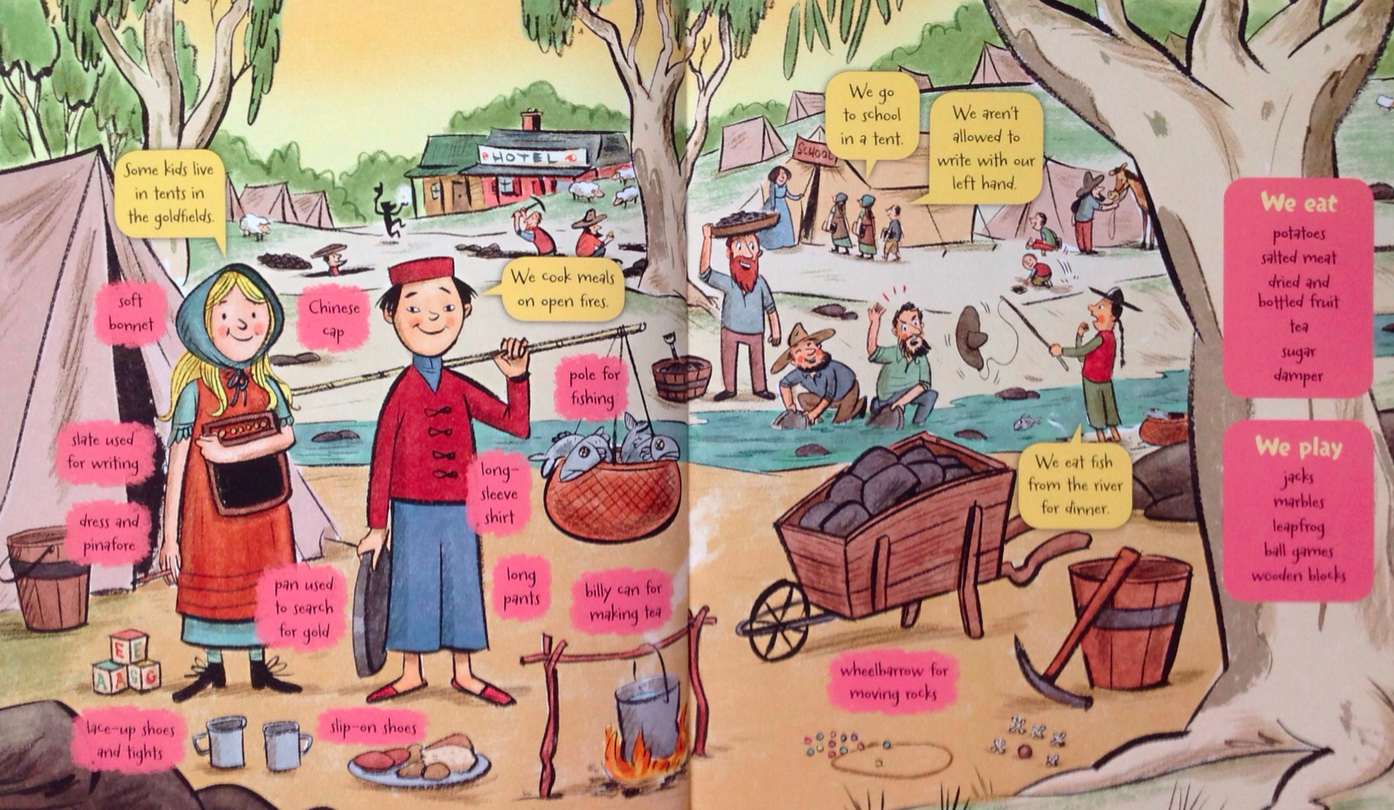 Some kids live
in tents in
the goldfields.
HOTEL
We go
to school
in a tent.
We aren't
allowed to
write with our
left hand.
SCHOOL
We eat
potatoes
salted meat
dried and
bottled fruit
tea
sugar
damper
soft
bonnet
Chinese
cap
We cook meals
on open fires.
pole for
fishing
slate used
for writing
long-
sleeve
shirt
We eat fish
from the river
for dinner.
We play
jacks
marbles
leapfrog
ball games
wooden blocks
dress and
pinafore
pan used
to search
for gold
long
pants
billy can for
making tea
wheelbarrow for
moving rocks
lace-up shoes
and tights
slip-on shoes